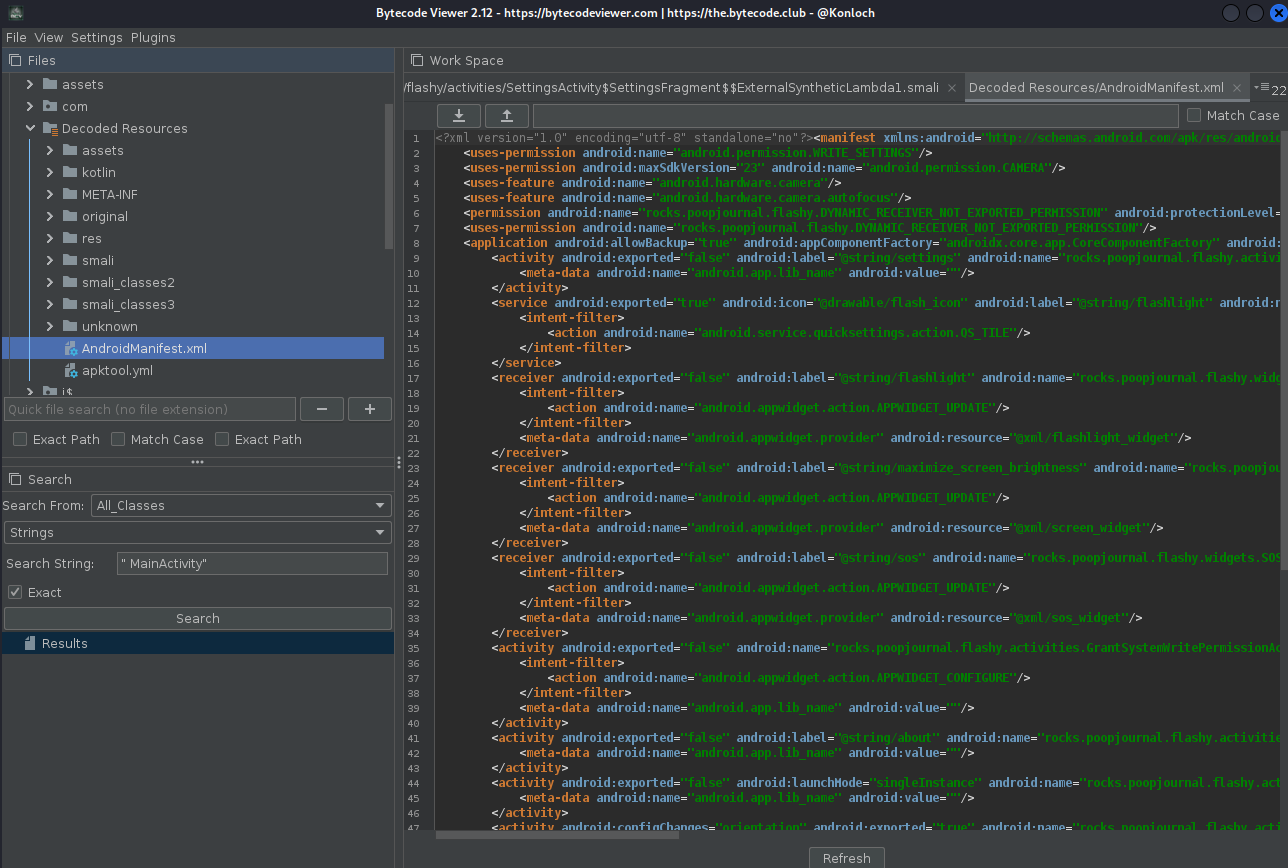 Bytecode Viewer 2.12 - https://bytecodeviewer.com | https://the.bytecode.club - @Konloch
File View Settings Plugins
Files
assets
com
Decoded Resources
assets
kotlin
META-INF
original
res
smali
smali_classes2
smali_classes3
unknown
AndroidManifest.xml
apktool.yml
Quick file search (no file extension)
− +
Exact Path Match Case Exact Path
Search
Search From: All_Classes
Strings
Search String: " MainActivity"
Exact
Search
Results
Work Space
/flashy/activities/SettingsActivity$SettingsFragment$$ExternalSyntheticLambda1.smali × Decoded Resources/AndroidManifest.xml × 22
Match Case
1 <?xml version="1.0" encoding="utf-8" standalone="no"?><manifest xmlns:android="http://schemas.android.com/apk/res/android
2 <uses-permission android:name="android.permission.WRITE_SETTINGS"/>
3 <uses-permission android:maxSdkVersion="23" android:name="android.permission.CAMERA"/>
4 <uses-feature android:name="android.hardware.camera"/>
5 <uses-feature android:name="android.hardware.camera.autofocus"/>
6 <permission android:name="rocks.poopjournal.flashy.DYNAMIC_RECEIVER_NOT_EXPORTED_PERMISSION" android:protectionLevel=
7 <uses-permission android:name="rocks.poopjournal.flashy.DYNAMIC_RECEIVER_NOT_EXPORTED_PERMISSION"/>
8 <application android:allowBackup="true" android:appComponentFactory="androidx.core.app.CoreComponentFactory" android:
9 <activity android:exported="false" android:label="@string/settings" android:name="rocks.poopjournal.flashy.activi
10 <meta-data android:name="android.app.lib_name" android:value=""/>
11 </activity>
12 <service android:exported="true" android:icon="@drawable/flash_icon" android:label="@string/flashlight" android:n
13 <intent-filter>
14 <action android:name="android.service.quicksettings.action.QS_TILE"/>
15 </intent-filter>
16 </service>
17 <receiver android:exported="false" android:label="@string/flashlight" android:name="rocks.poopjournal.flashy.widg
18 <intent-filter>
19 <action android:name="android.appwidget.action.APPWIDGET_UPDATE"/>
20 </intent-filter>
21 <meta-data android:name="android.appwidget.provider" android:resource="@xml/flashlight_widget"/>
22 </receiver>
23 <receiver android:exported="false" android:label="@string/maximize_screen_brightness" android:name="rocks.poopjou
24 <intent-filter>
25 <action android:name="android.appwidget.action.APPWIDGET_UPDATE"/>
26 </intent-filter>
27 <meta-data android:name="android.appwidget.provider" android:resource="@xml/screen_widget"/>
28 </receiver>
29 <receiver android:exported="false" android:label="@string/sos" android:name="rocks.poopjournal.flashy.widgets.SOS
30 <intent-filter>
31 <action android:name="android.appwidget.action.APPWIDGET_UPDATE"/>
32 </intent-filter>
33 <meta-data android:name="android.appwidget.provider" android:resource="@xml/sos_widget"/>
34 </receiver>
35 <activity android:exported="false" android:name="rocks.poopjournal.flashy.activities.GrantSystemWritePermissionAc
36 <intent-filter>
37 <action android:name="android.appwidget.action.APPWIDGET_CONFIGURE"/>
38 </intent-filter>
39 <meta-data android:name="android.app.lib_name" android:value=""/>
40 </activity>
41 <activity android:exported="false" android:label="@string/about" android:name="rocks.poopjournal.flashy.activities
42 <meta-data android:name="android.app.lib_name" android:value=""/>
43 </activity>
44 <activity android:exported="false" android:launchMode="singleInstance" android:name="rocks.poopjournal.flashy.act
45 <meta-data android:name="android.app.lib_name" android:value=""/>
46 </activity>
47 <activity android:configChanges="orientation" android:exported="true" android:name="rocks.poopjournal.flashy.acti
Refresh